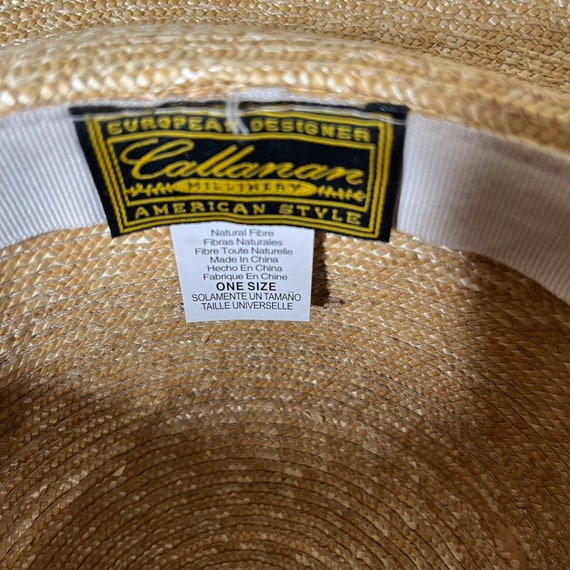 EUROPEAN DESIGNER
Callanan
MILLINERY
AMERICAN STYLE
Natural Fibre
Fibras Naturales
Fibre Toute Naturelle
Made In China
Hecho En China
Fabrique En Chine
ONE SIZE
SOLAMENTE UN TAMAÑO
TAILLE UNIVERSELLE